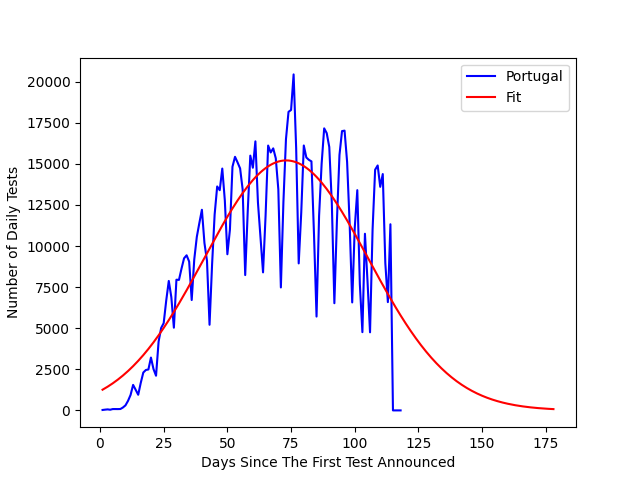 Portugal
Fit
20000
17500
15000
12500
10000
7500
5000
2500
0
Number of Daily Tests
0 25 50 75 100 125 150 175
Days Since The First Test Announced